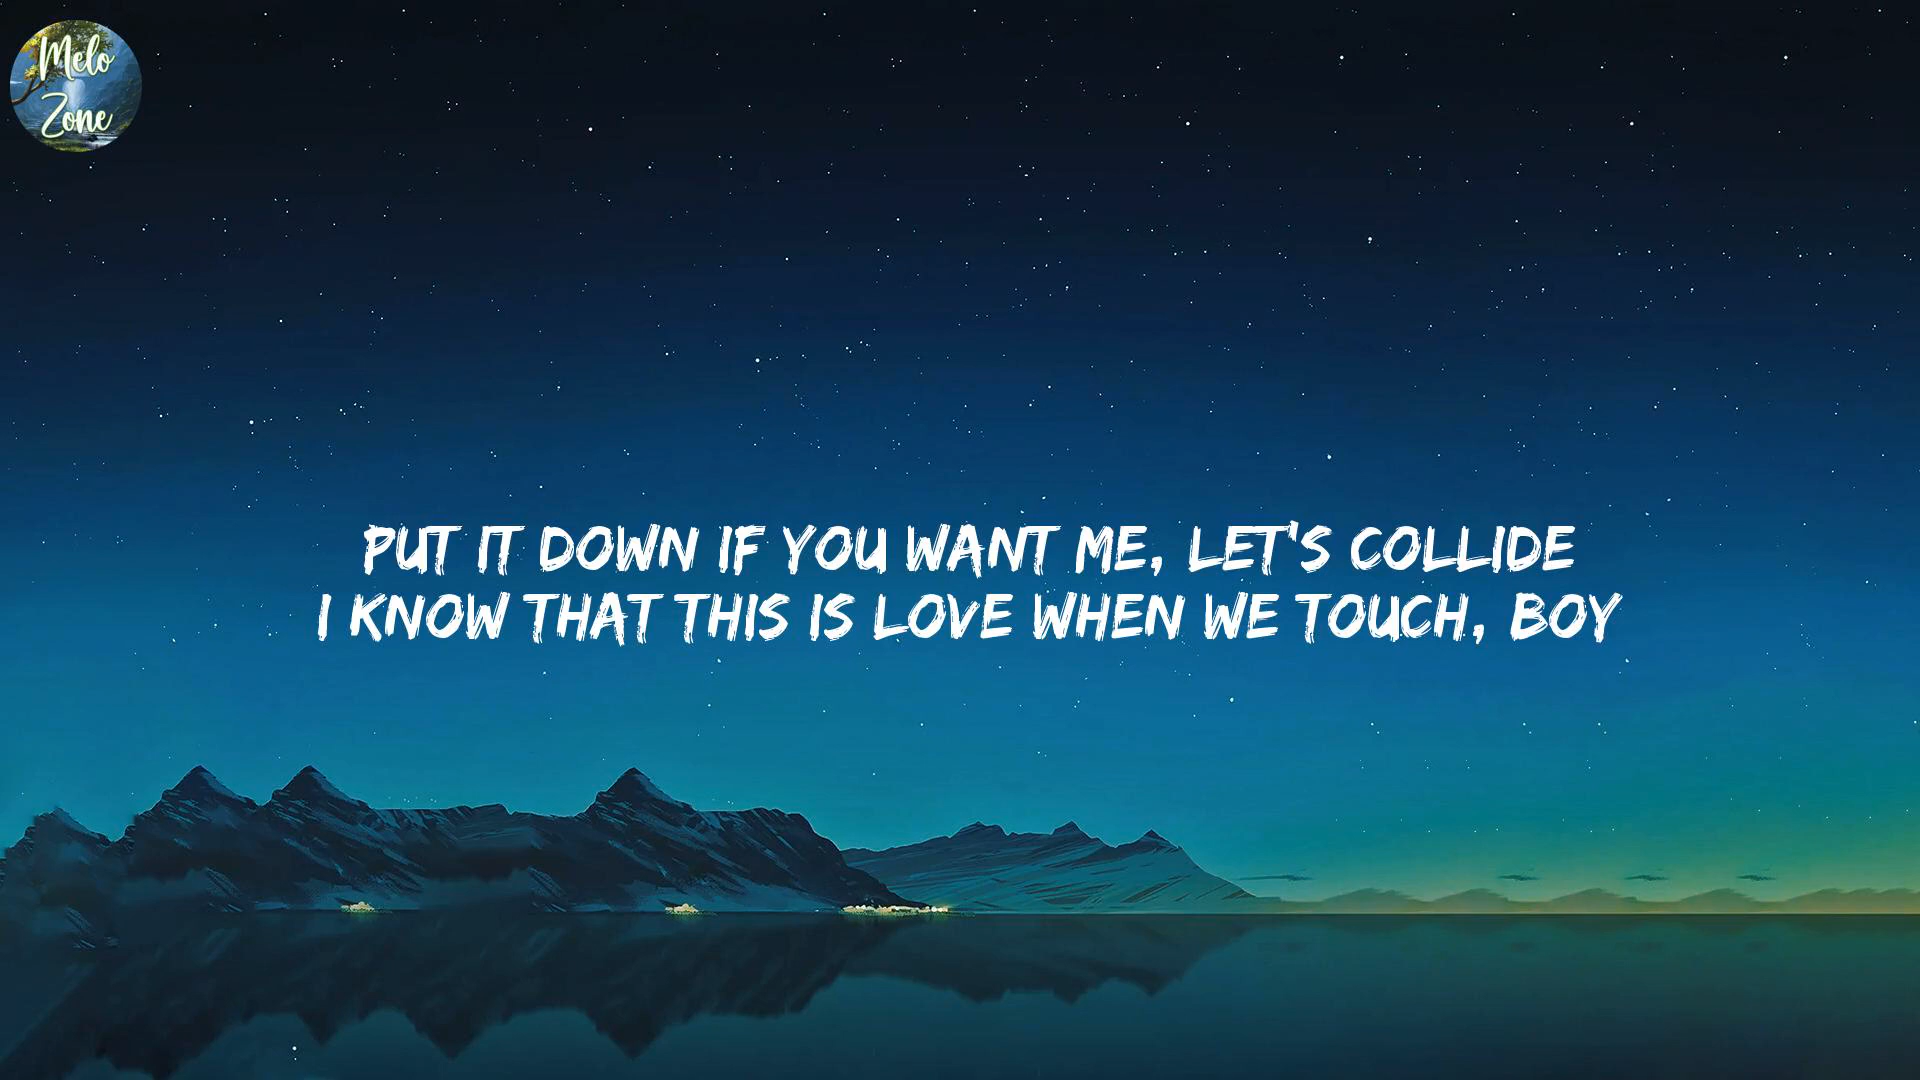 Melo
Zone
PUT IT DOWN IF YOU WANT ME, LET'S COLLIDE
I KNOW THAT THIS IS LOVE WHEN WE TOUCH, BOY